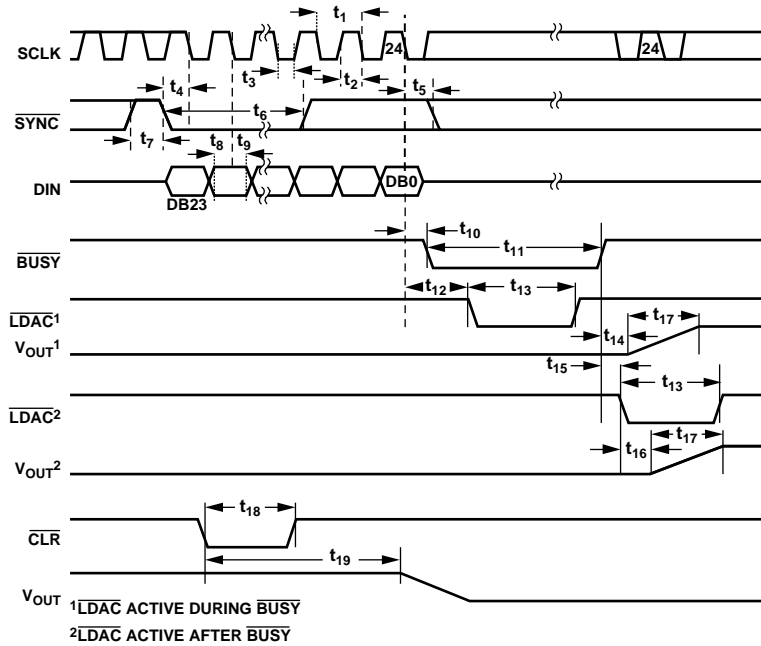 t1
SCLK
24
24
t3
t2
t4
t6
t5
SYNC
t7
t8
t9
DIN
DB23
DB0
t10
t11
BUSY
t12
t13
LDAC1
t17
t14
VOUT1
t15
t13
LDAC2
t17
t16
VOUT2
t18
CLR
t19
VOUT
1LDAC ACTIVE DURING BUSY
2LDAC ACTIVE AFTER BUSY